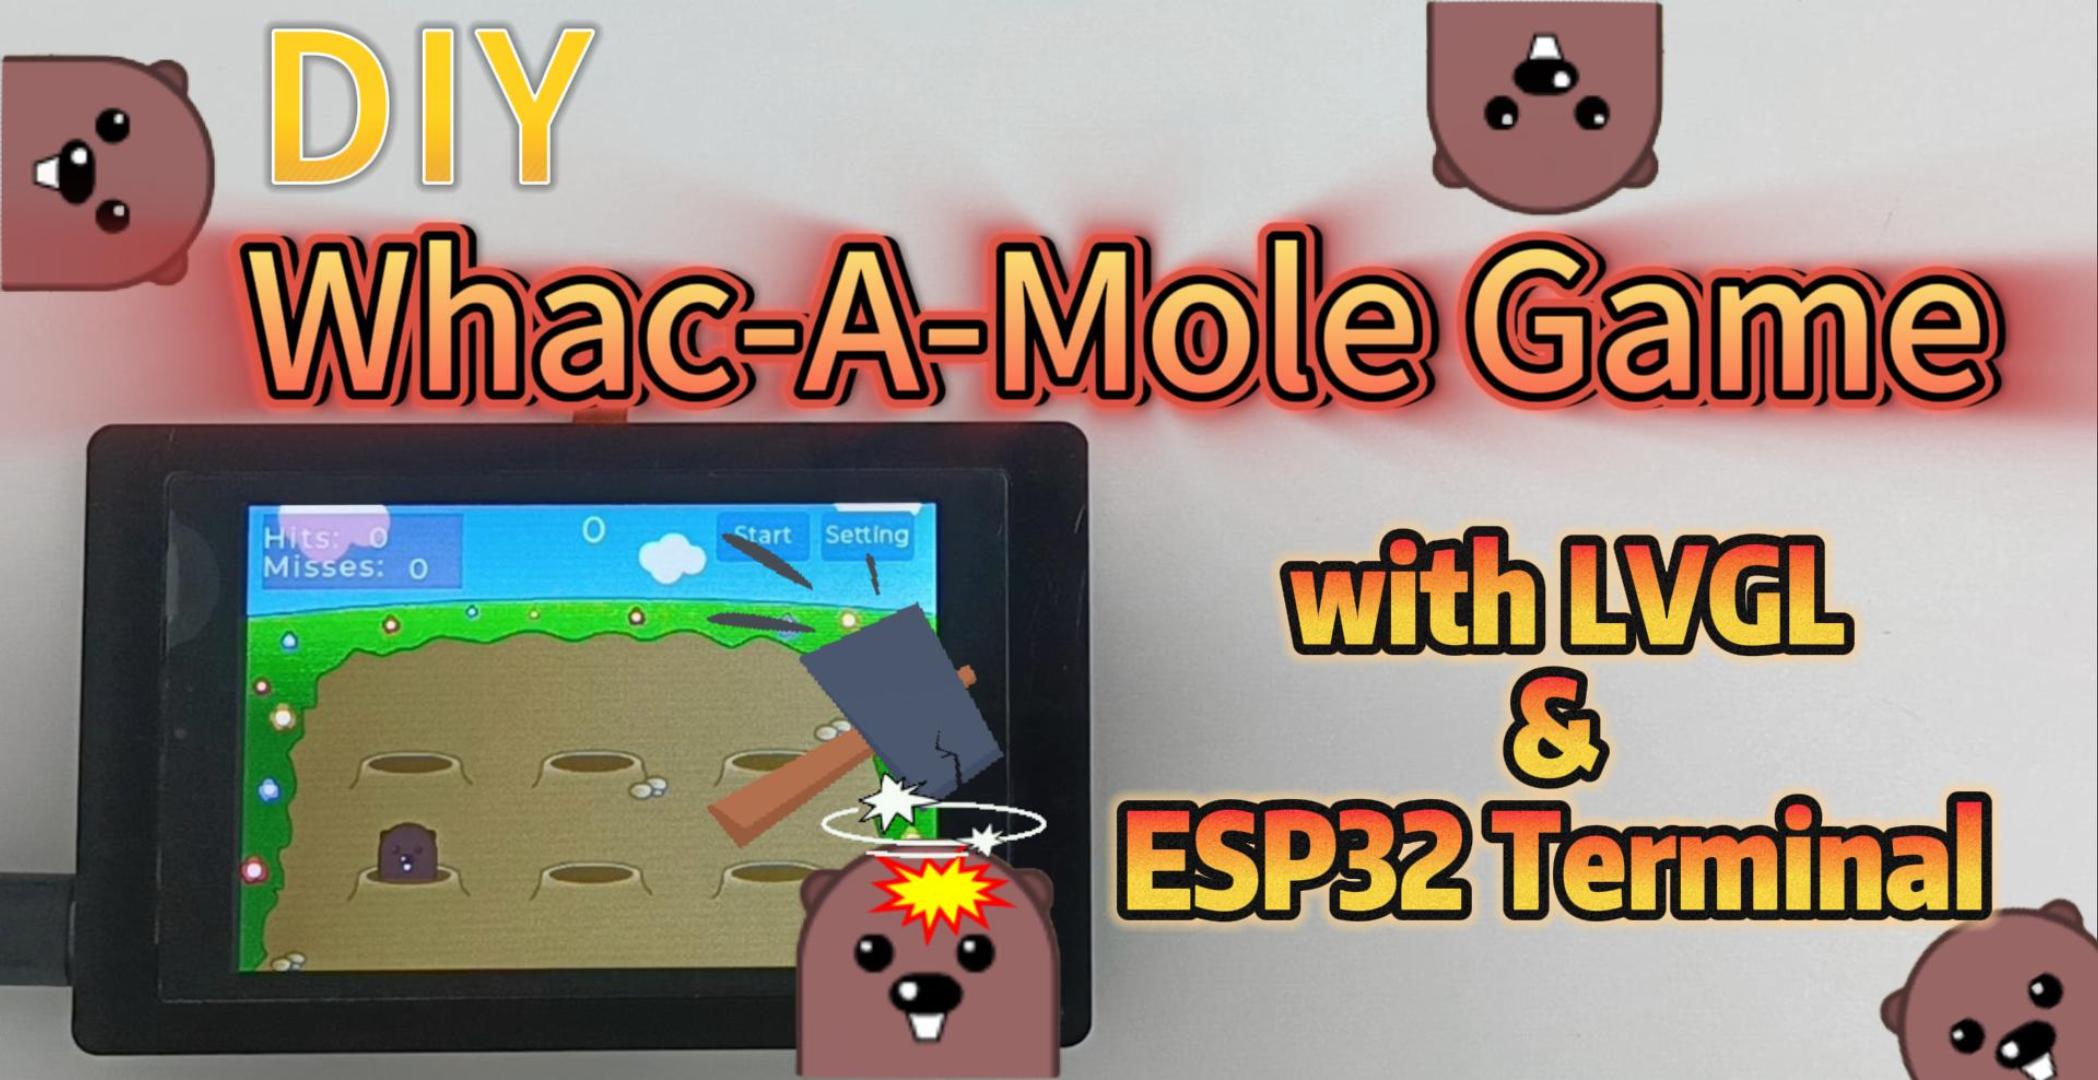 DIY
Whac-A-Mole Game
Hits: 0
0
Start
Setting
Misses: 0
with LVGL
&
ESP32 Terminal